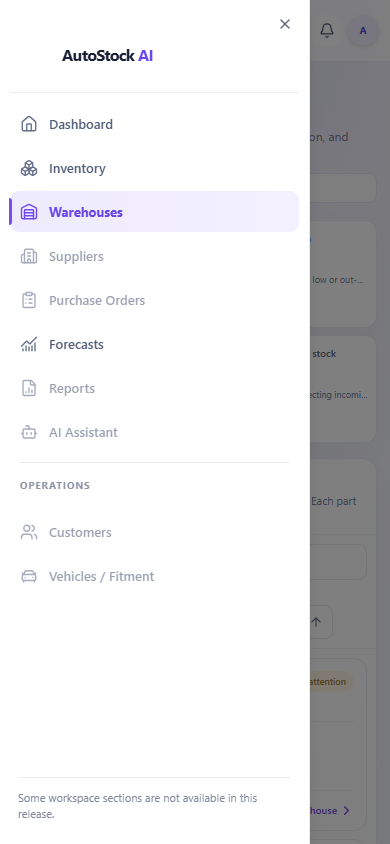 AutoStock AI
A
Dashboard
on, and
Inventory
Warehouses
Suppliers
low or out-...
Purchase Orders
Forecasts
stock
Reports
ecting incomi...
AI Assistant
OPERATIONS
Each part
Customers
Vehicles / Fitment
attention
Some workspace sections are not available in this
release.
house